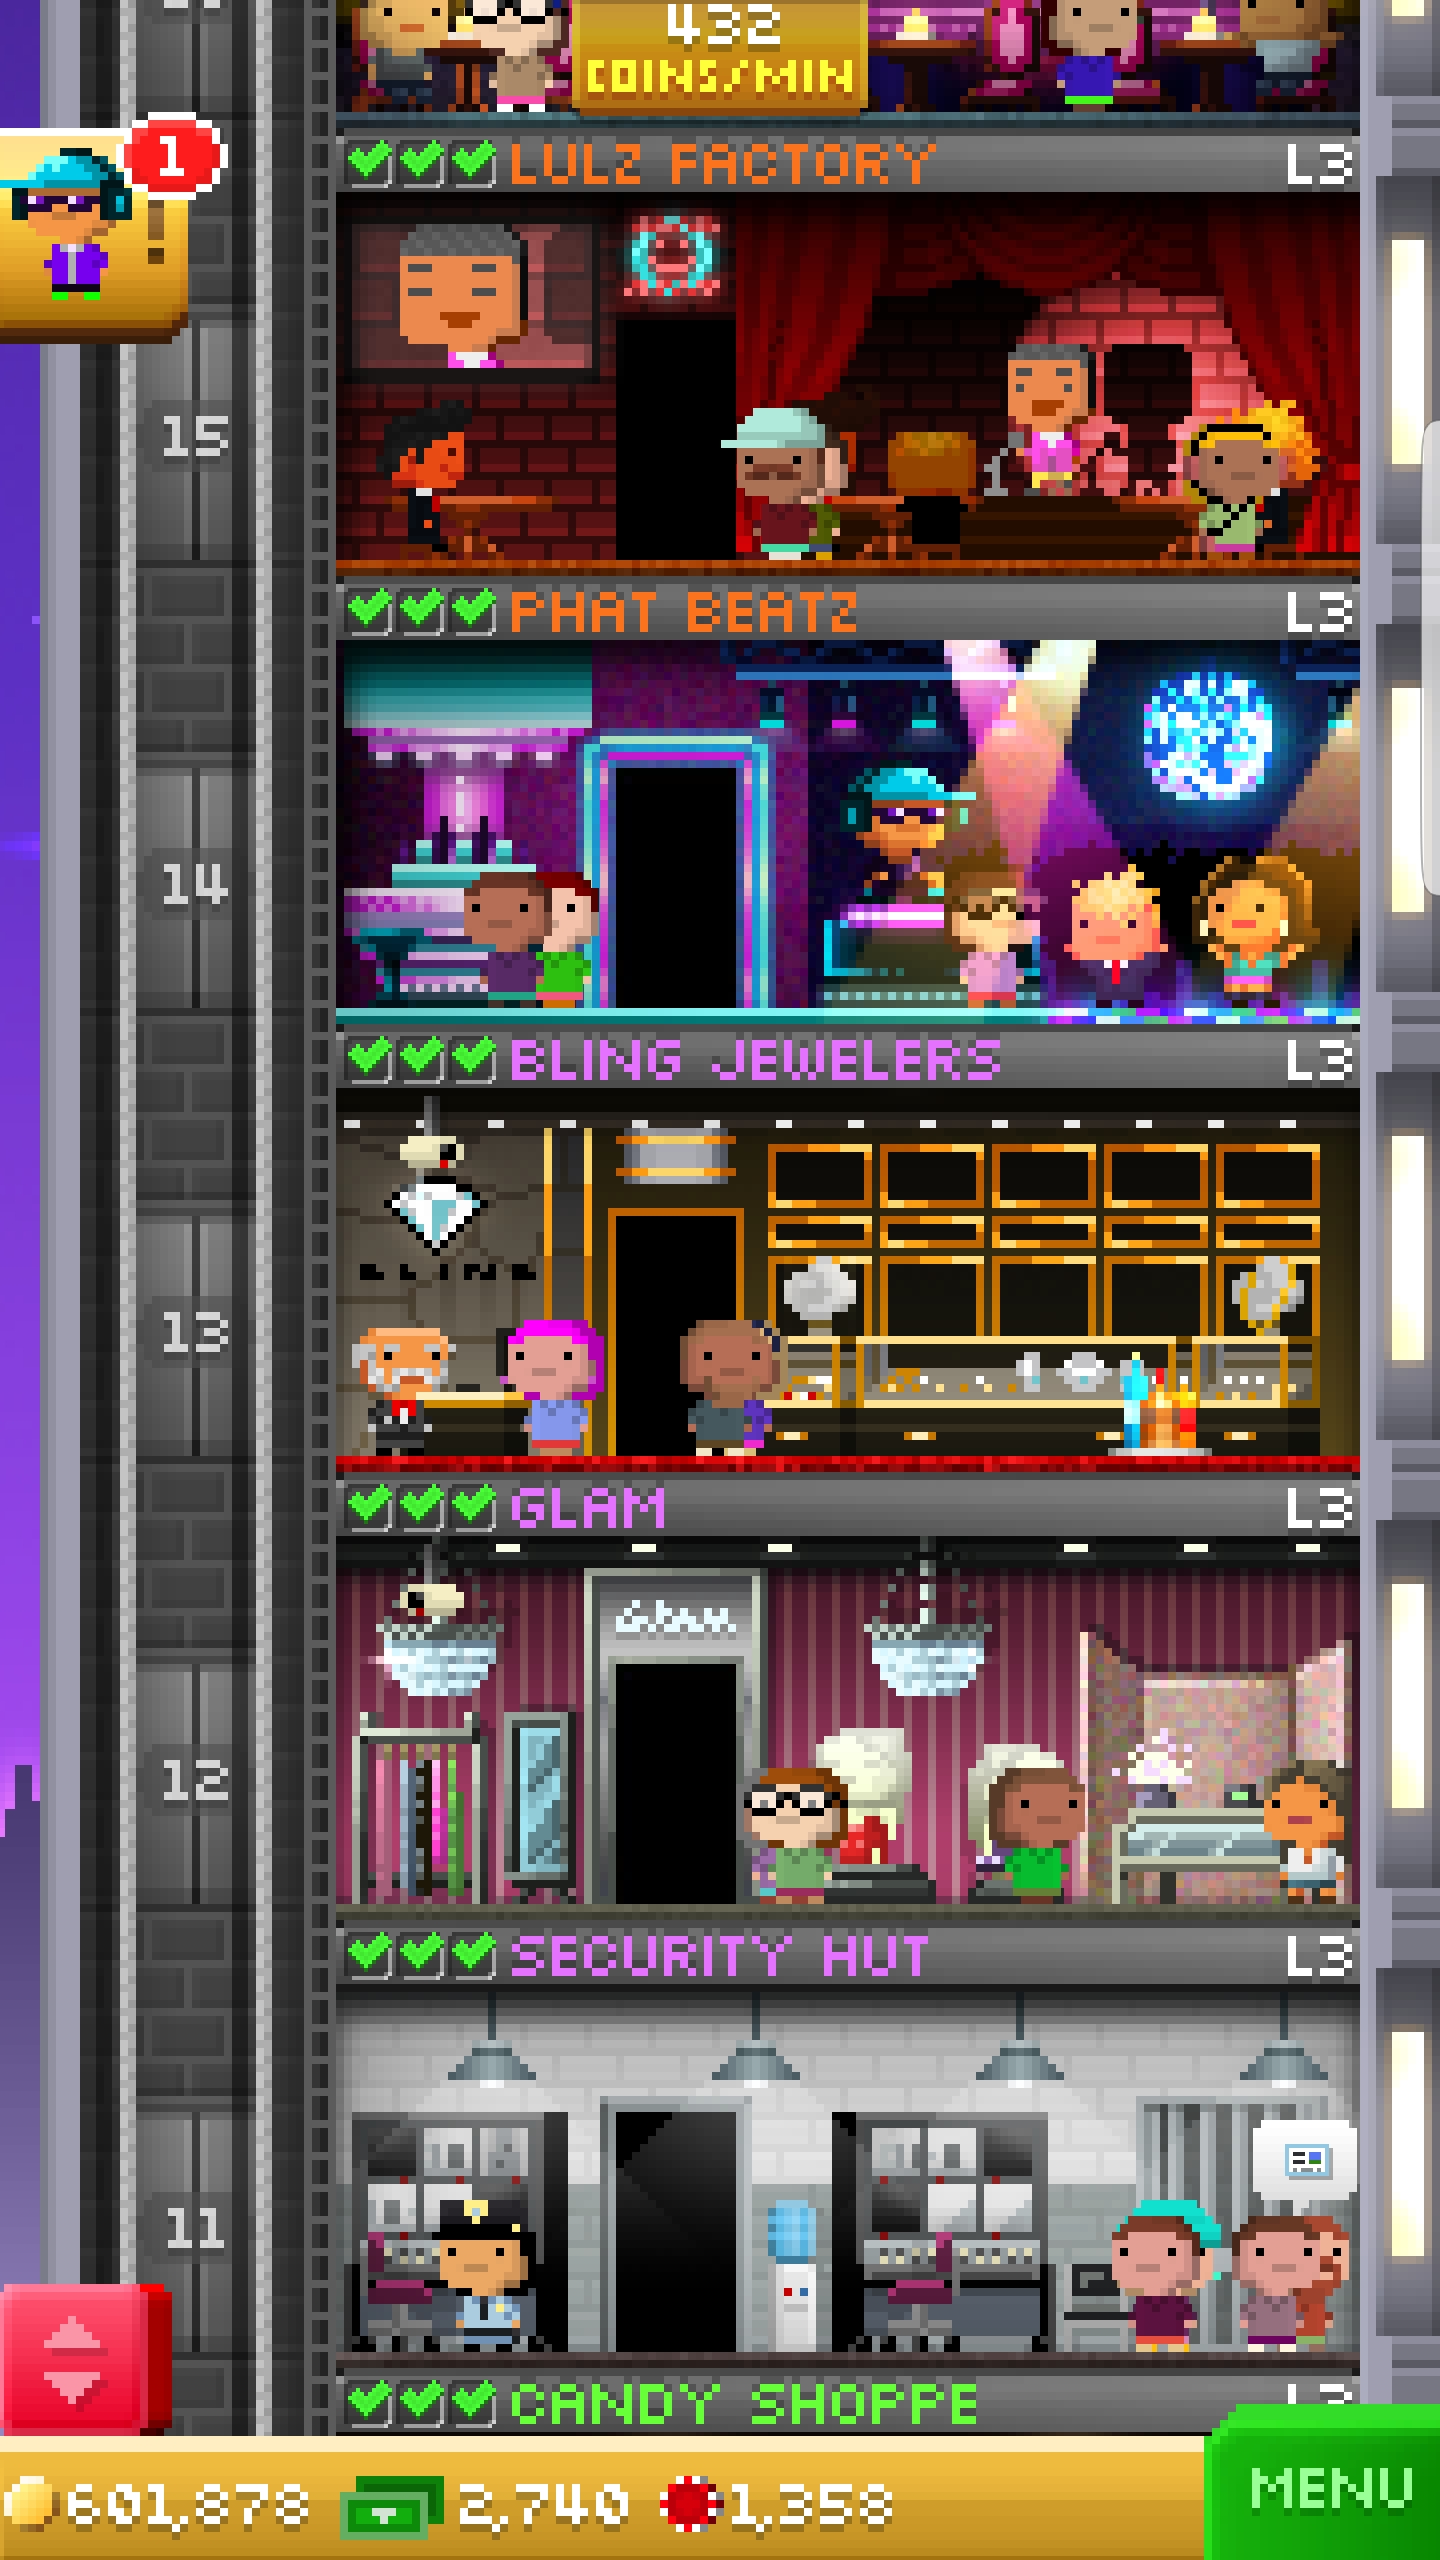 432
COINS/MIN
1
!
LULZ FACTORY L3
15
PHAT BEATZ L3
14
BLING JEWELERS L3
BLING
13
GLAM L3
Glam
12
SECURITY HUT L3
11
CANDY SHOPPE L3
601,878 2,740 1,358
MENU